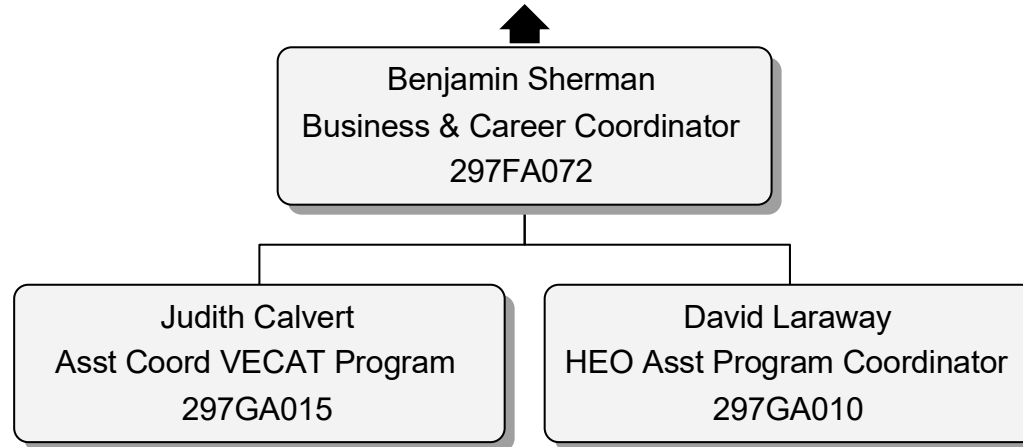 Benjamin Sherman
Business & Career Coordinator
297FA072
Judith Calvert
Asst Coord VECAT Program
297GA015
David Laraway
HEO Asst Program Coordinator
297GA010